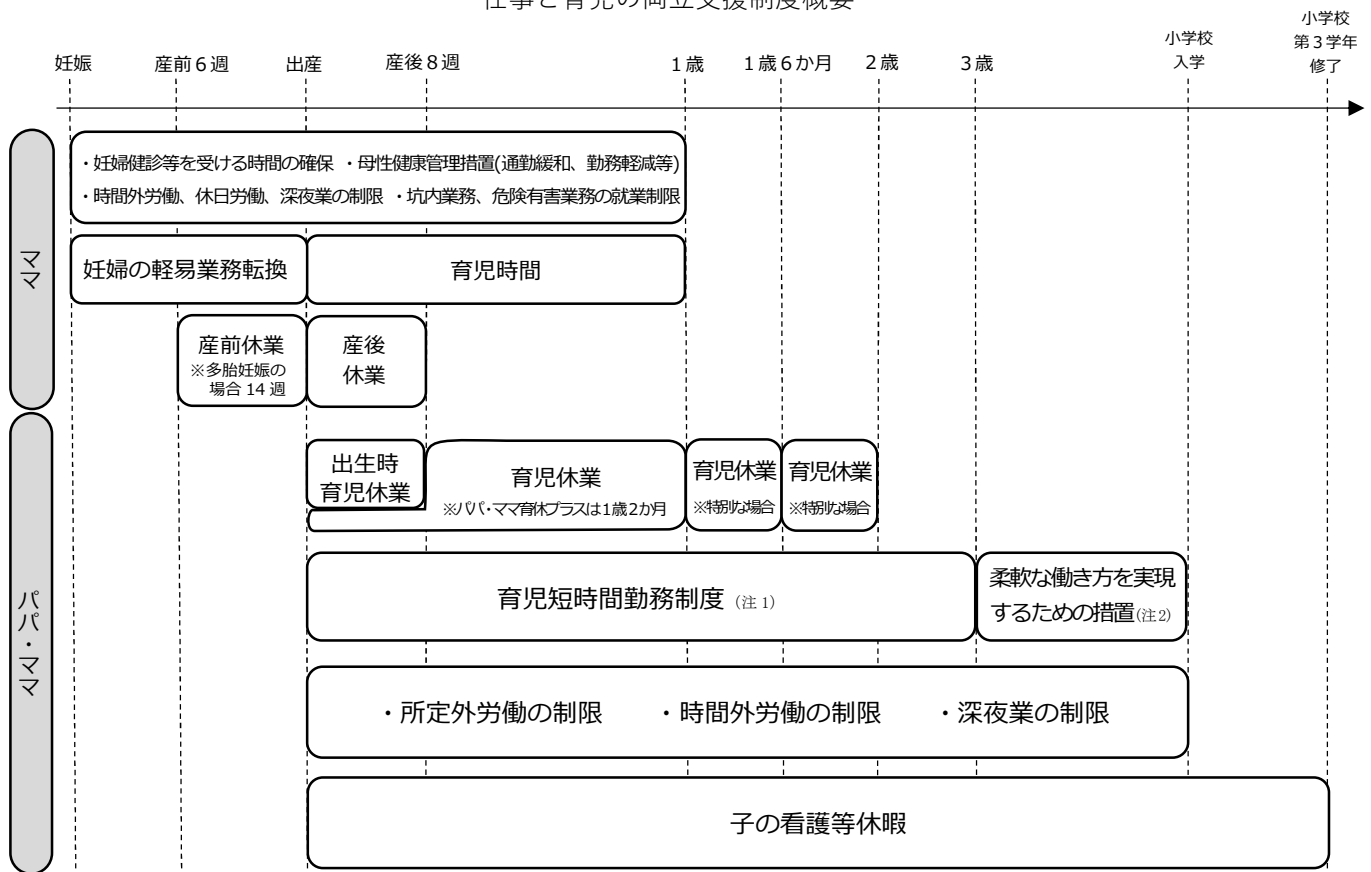 仕事と育児の両立支援制度概要
妊娠
産前６週
出産
産後８週
１歳
１歳６か月
２歳
３歳
小学校
入学
小学校
第３学年
修了
ママ
・妊婦健診等を受ける時間の確保 ・母性健康管理措置(通勤緩和、勤務軽減等)
・時間外労働、休日労働、深夜業の制限 ・坑内業務、危険有害業務の就業制限
妊婦の軽易業務転換
育児時間
産前休業
※多胎妊娠の
場合 14 週
産後
休業
パパ・ママ
出生時
育児休業
育児休業
※パパ・ママ育休プラスは１歳２か月
育児休業
※特別な場合
育児休業
※特別な場合
育児短時間勤務制度 (注 1)
柔軟な働き方を実現
するための措置(注 2)
・所定外労働の制限 ・時間外労働の制限 ・深夜業の制限
子の看護等休暇